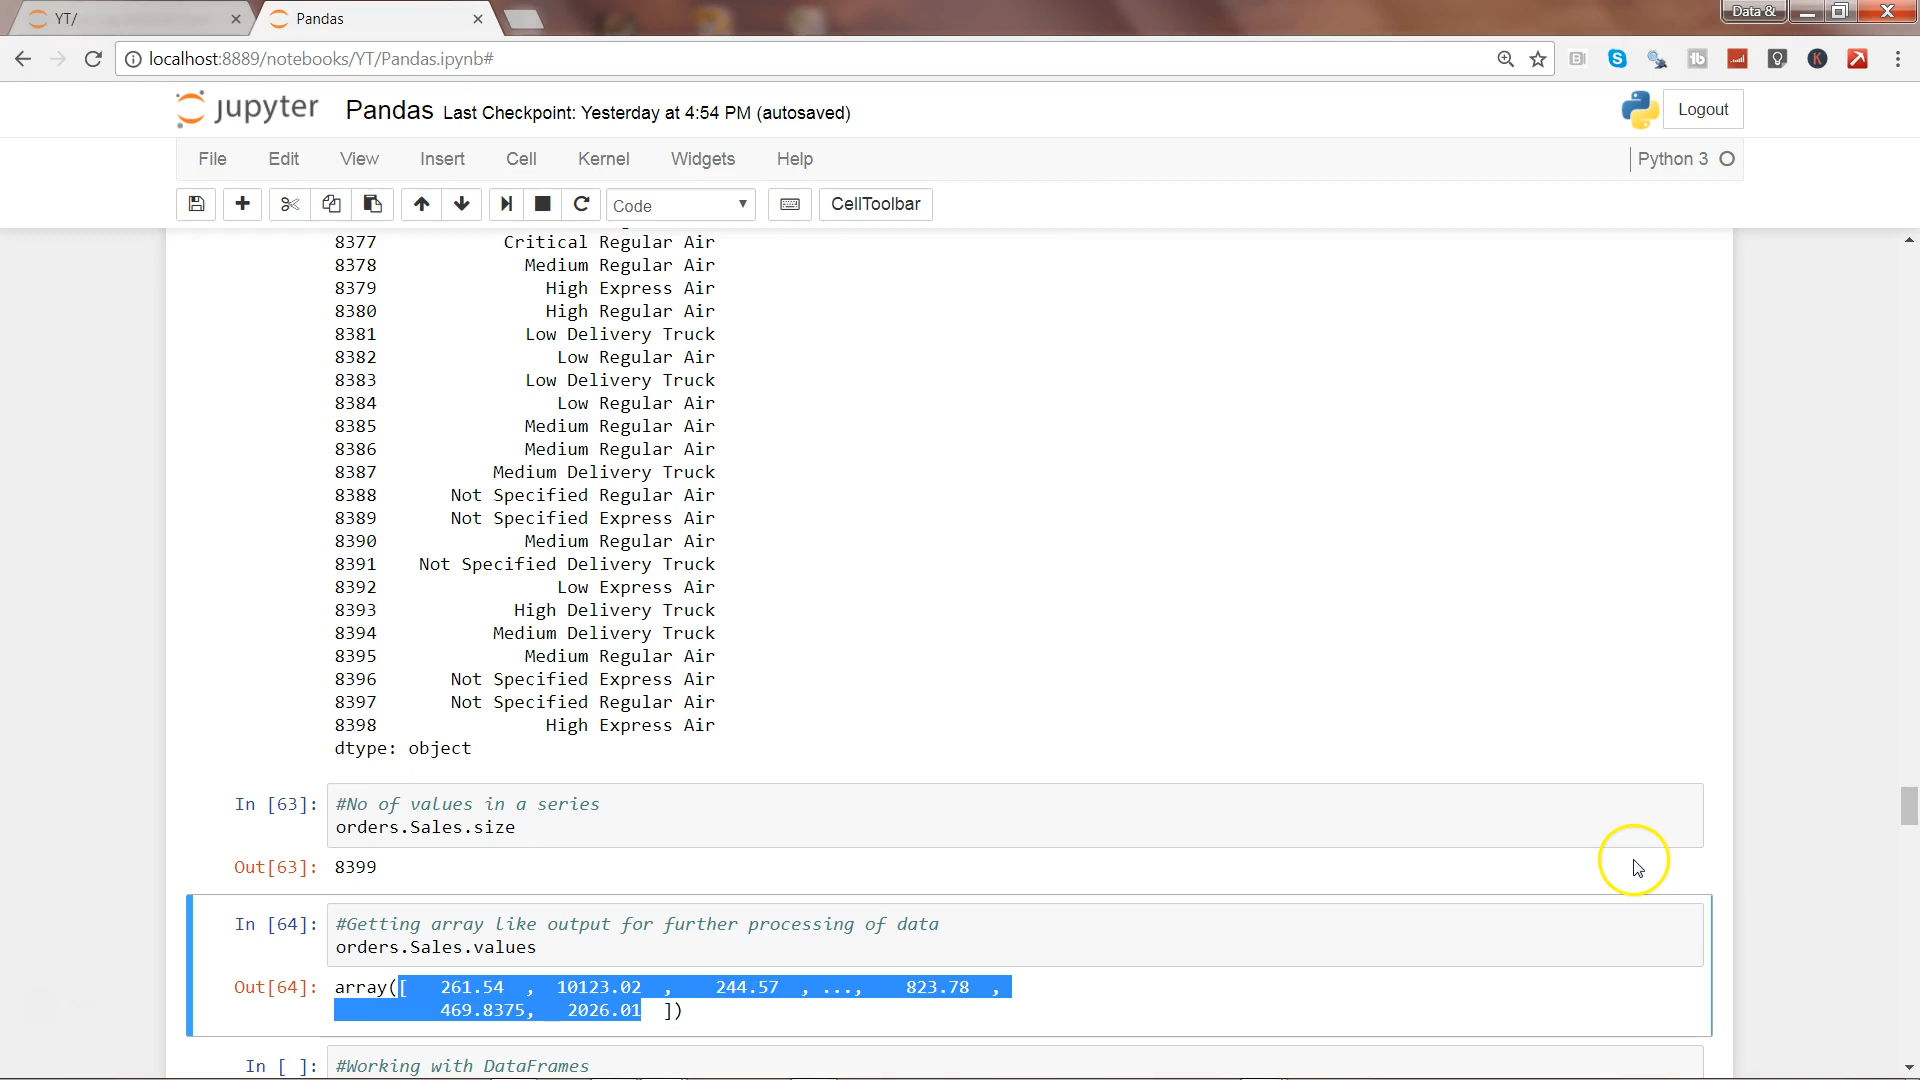 YT/
Pandas
Data &
localhost:8889/notebooks/YT/Pandas.ipynb#
jupyter Pandas Last Checkpoint: Yesterday at 4:54 PM (autosaved)
Logout
File Edit View Insert Cell Kernel Widgets Help
Python 3
Code
CellToolbar
8377 Critical Regular Air
8378 Medium Regular Air
8379 High Express Air
8380 High Regular Air
8381 Low Delivery Truck
8382 Low Regular Air
8383 Low Delivery Truck
8384 Low Regular Air
8385 Medium Regular Air
8386 Medium Regular Air
8387 Medium Delivery Truck
8388 Not Specified Regular Air
8389 Not Specified Express Air
8390 Medium Regular Air
8391 Not Specified Delivery Truck
8392 Low Express Air
8393 High Delivery Truck
8394 Medium Delivery Truck
8395 Medium Regular Air
8396 Not Specified Express Air
8397 Not Specified Regular Air
8398 High Express Air
dtype: object
In [63]: #No of values in a series
orders.Sales.size
Out[63]: 8399
In [64]: #Getting array like output for further processing of data
orders.Sales.values
Out[64]: array([ 261.54 , 10123.02 , 244.57 , ..., 823.78 ,
469.8375, 2026.01 ])
In [ ]: #Working with DataFrames